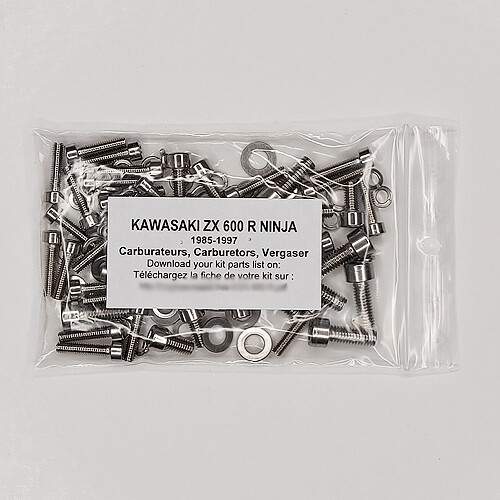 KAWASAKI ZX 600 R NINJA
1985-1997
Carburateurs, Carburetors, Vergaser
Download your kit parts list on:
Téléchargez la fiche de votre kit sur :